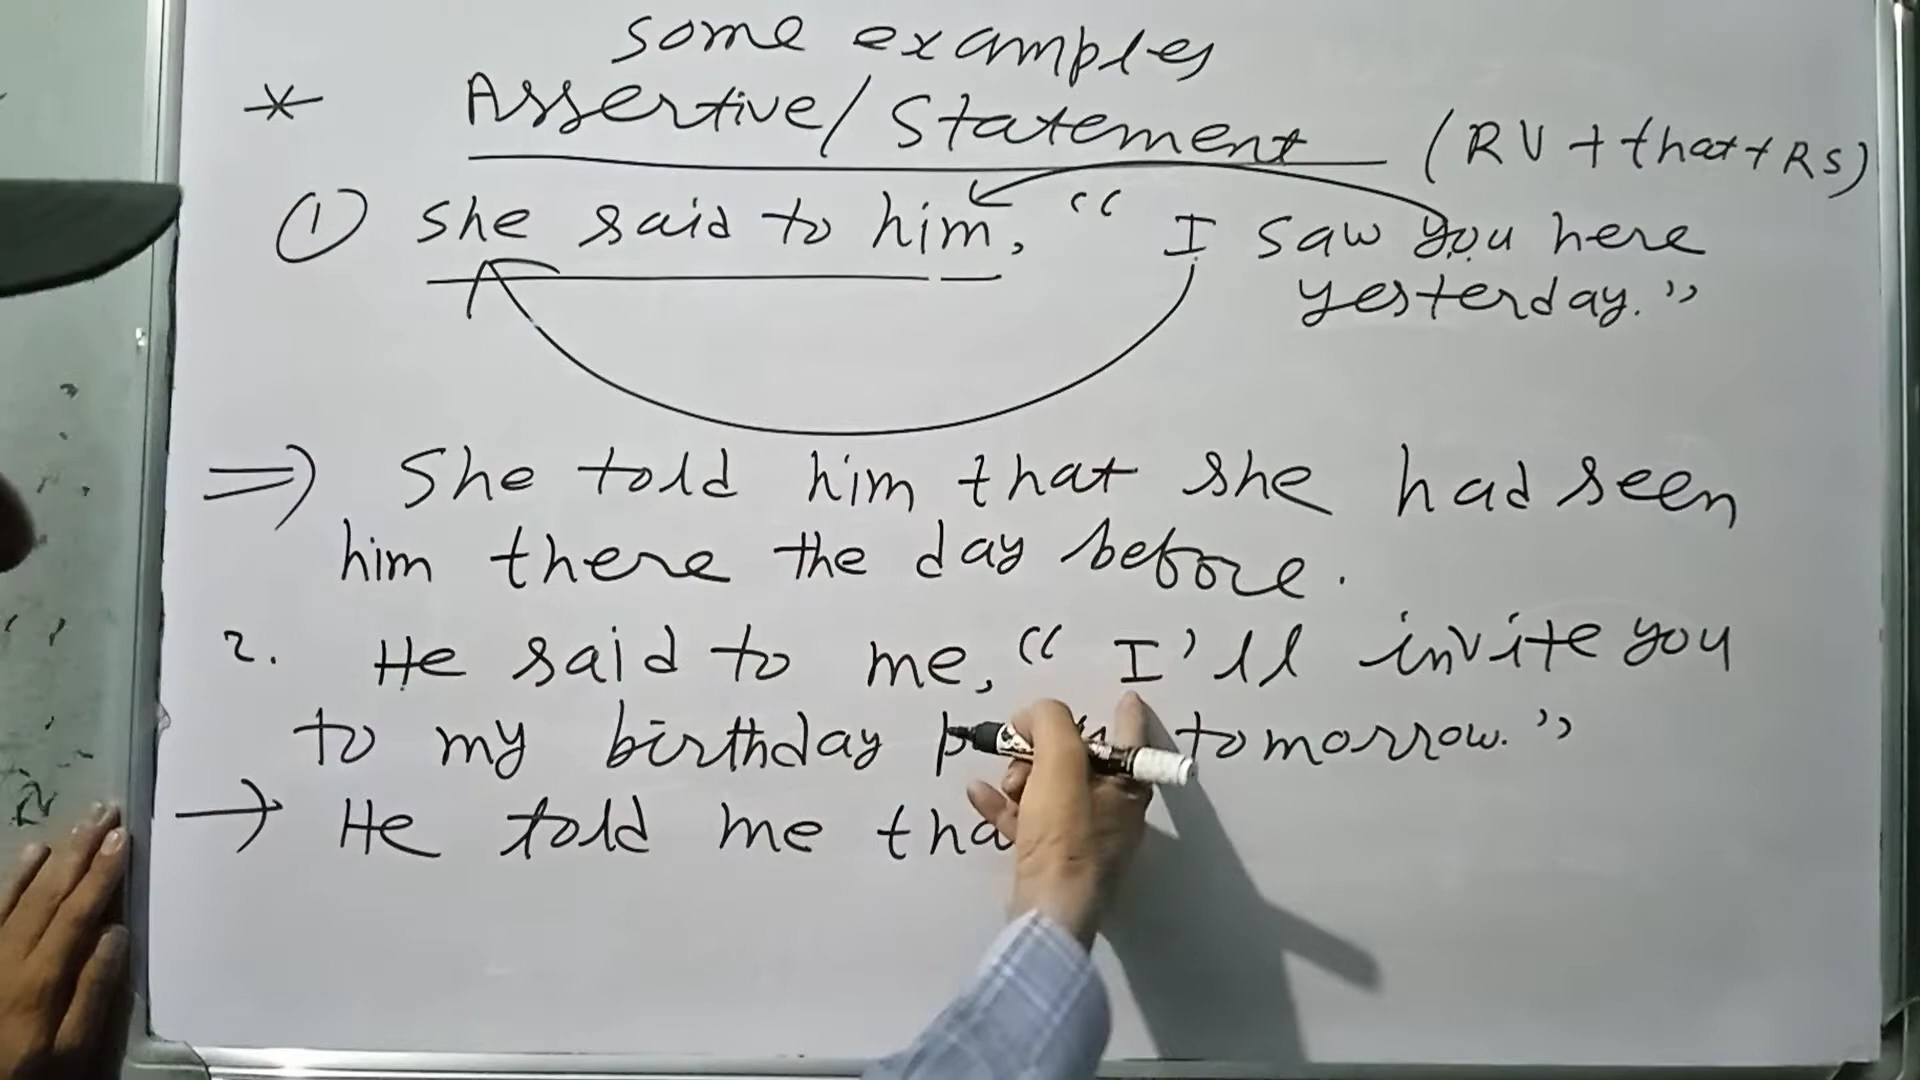 some examples
* Assertive/Statement (RV + that + RS)
① She said to him, “I saw you here
yesterday.”
⇒ She told him that she had seen
him there the day before.
2. He said to me, “I'll invite you
to my birthday tomorrow.”
→ He told me